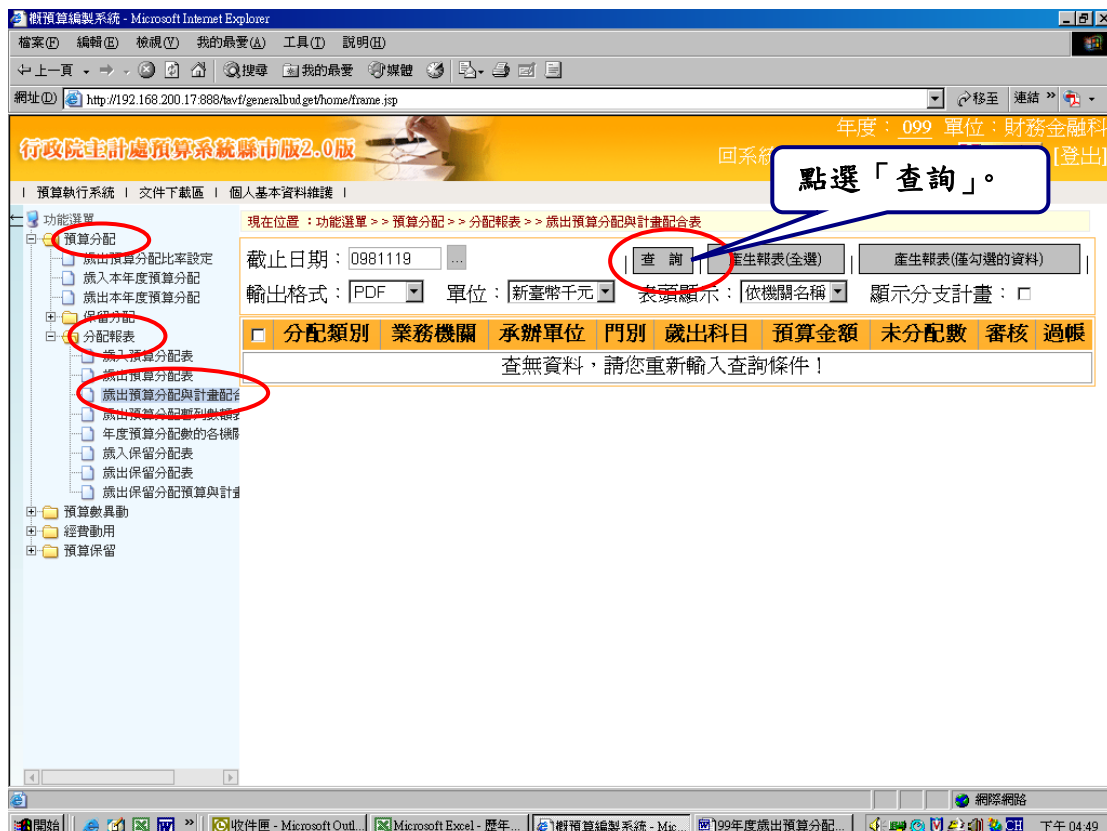 概預算編製系統 - Microsoft Internet Explorer
檔案(F) 編輯(E) 檢視(V) 我的最愛(A) 工具(T) 說明(H)
上一頁 搜尋 我的最愛 媒體
網址(D) http://192.168.200.17:888/tavf/generalbudget/home/frame.jsp 移至 連結 »
行政院主計處預算系統縣市版2.0版
年度：099 單位：財務金融科
回系 [登出]
點選「查詢」。
| 預算執行系統 | 文件下載區 | 個人基本資料維護 |
功能選單
預算分配
歲出預算分配比率設定
歲入本年度預算分配
歲出本年度預算分配
保留分配
分配報表
歲入預算分配表
歲出預算分配表
歲出預算分配與計畫配合
歲出預算分配暫列數額表
年度預算分配數的各機關
歲入保留分配表
歲出保留分配表
歲出保留分配預算與計畫
預算數異動
經費動用
預算保留
現在位置 ：功能選單 >> 預算分配 >> 分配報表 >> 歲出預算分配與計畫配合表
截止日期：0981119 ... | 查 詢 | 產生報表(全選) | 產生報表(僅勾選的資料) |
輸出格式：PDF 單位：新臺幣千元 表頭顯示：依機關名稱 顯示分支計畫：
分配類別 業務機關 承辦單位 門別 歲出科目 預算金額 未分配數 審核 過帳
查無資料，請您重新輸入查詢條件！
網際網路
開始 » 收件匣 - Microsoft Outl... Microsoft Excel - 歷年... 概預算編製系統 - Mic... 99年度歲出預算分配... CH 下午 04:49